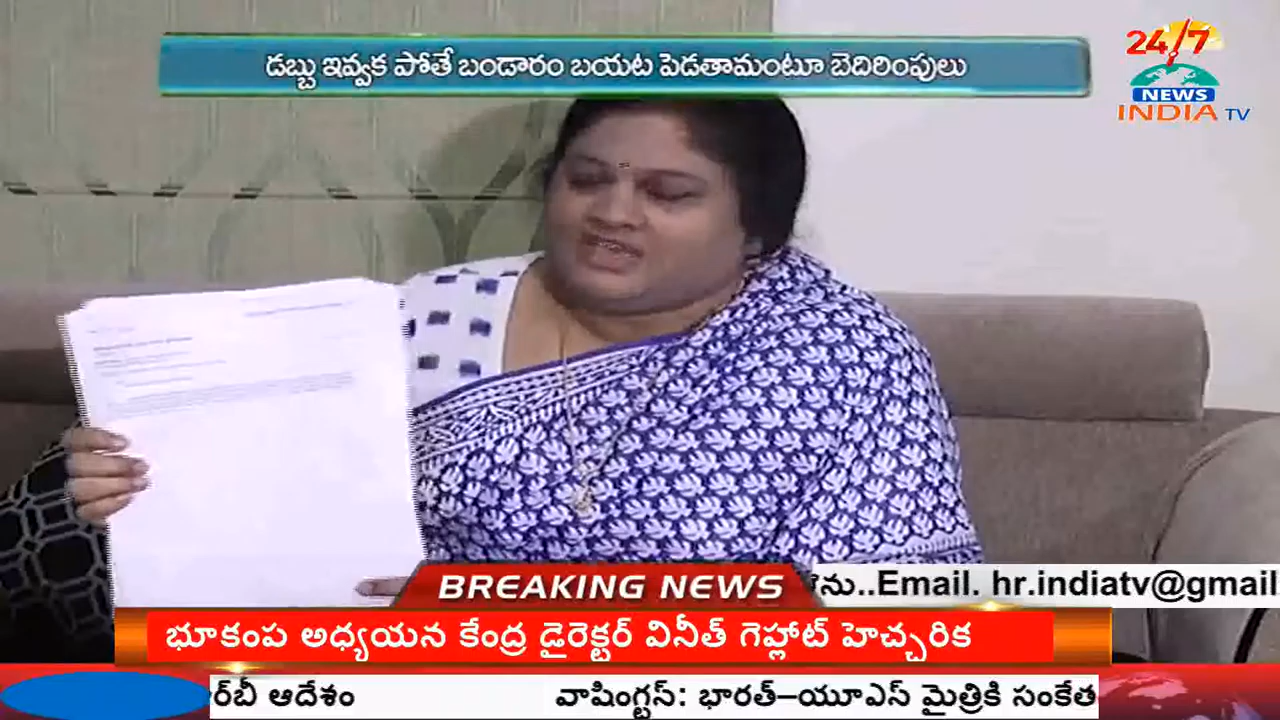 డబ్బు ఇవ్వక పోతే బండారం బయట పెడతామంటూ బెదిరింపులు
24/7
NEWS
INDIA TV
BREAKING NEWS
ను..Email. hr.indiatv@gmail
భూకంప అధ్యయన కేంద్ర డైరెక్టర్ వినీత్ గెహ్లాట్ హెచ్చరిక
ర్‌బీ ఆదేశం వాషింగ్టన్: భారత్–యూఎస్ మైత్రికి సంకేత